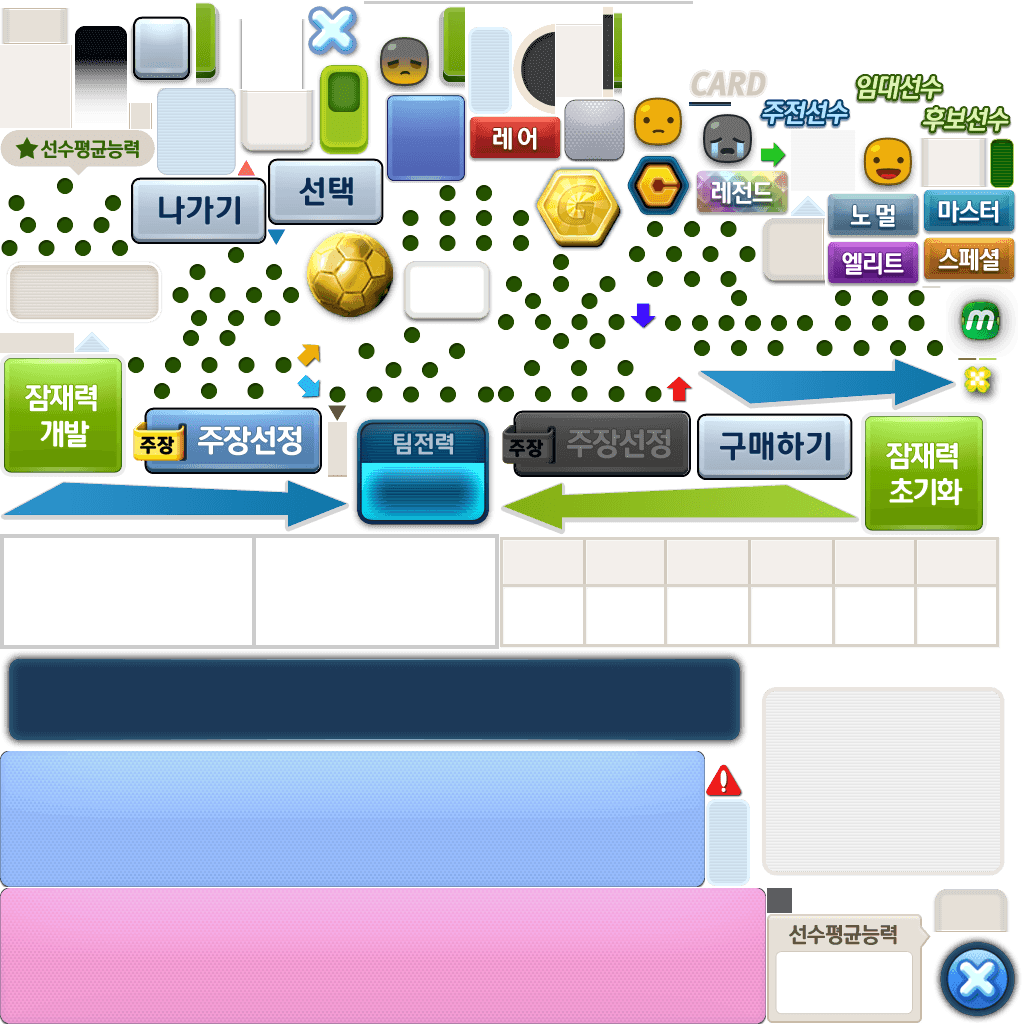 CARD
임대선수
주전선수
후보선수
레어
선수평균능력
레전드
선택
나가기
G
노멀
마스터
엘리트
스페셜
m
잠재력
개발
주장
주장선정
팀전력
주장
주장선정
구매하기
잠재력
초기화
선수평균능력